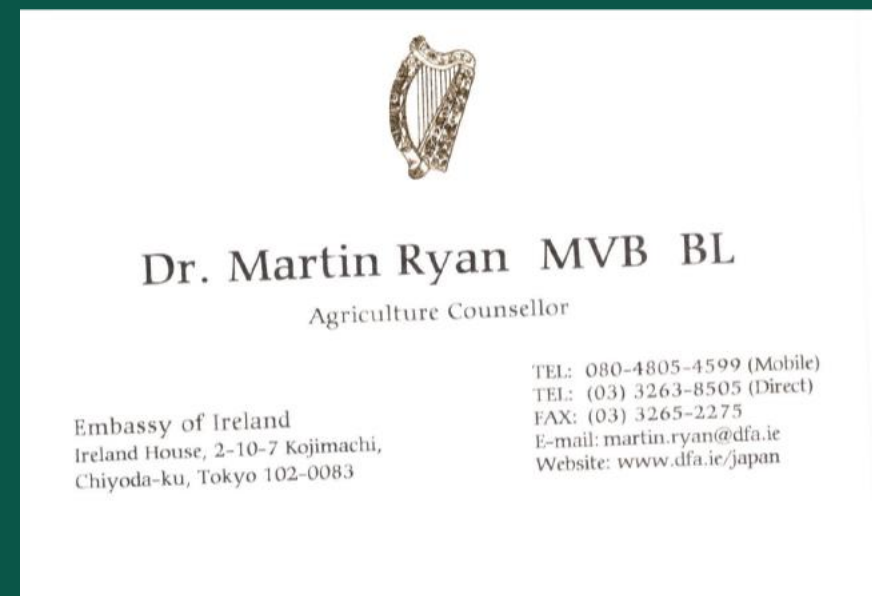 Dr. Martin Ryan MVB BL
Agriculture Counsellor
Embassy of Ireland
Ireland House, 2-10-7 Kojimachi,
Chiyoda-ku, Tokyo 102-0083
TEL: 080-4805-4599 (Mobile)
TEL: (03) 3263-8505 (Direct)
FAX: (03) 3265-2275
E-mail: martin.ryan@dfa.ie
Website: www.dfa.ie/japan